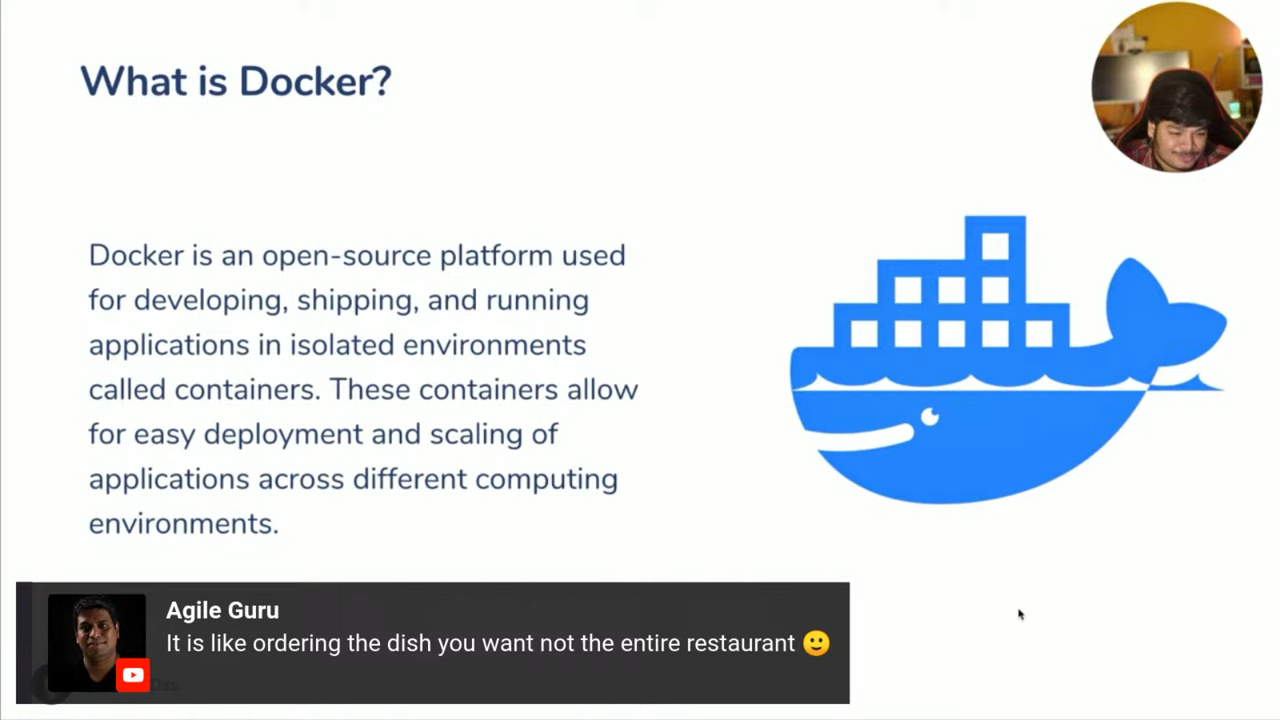 What is Docker?
Docker is an open-source platform used
for developing, shipping, and running
applications in isolated environments
called containers. These containers allow
for easy deployment and scaling of
applications across different computing
environments.
Agile Guru
It is like ordering the dish you want not the entire restaurant 🙂